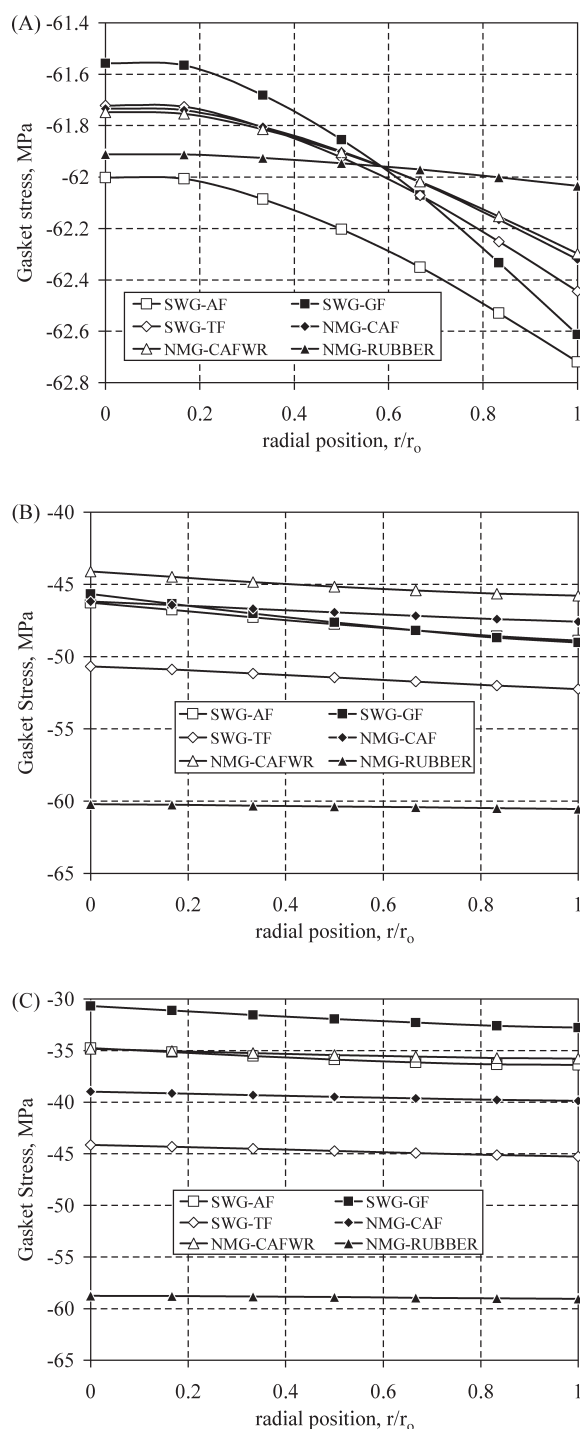 (A)
-61.4
-61.6
-61.8
-62
-62.2
-62.4
-62.6
-62.8
Gasket stress, MPa
SWG-AF SWG-GF
SWG-TF NMG-CAF
NMG-CAFWR NMG-RUBBER
0 0.2 0.4 0.6 0.8 1
radial position, r/ro
(B)
-40
-45
-50
-55
-60
-65
Gasket Stress, MPa
SWG-AF SWG-GF
SWG-TF NMG-CAF
NMG-CAFWR NMG-RUBBER
0 0.2 0.4 0.6 0.8 1
radial position, r/ro
(C)
-30
-35
-40
-45
-50
-55
-60
-65
Gasket Stress, MPa
SWG-AF SWG-GF
SWG-TF NMG-CAF
NMG-CAFWR NMG-RUBBER
0 0.2 0.4 0.6 0.8 1
radial position, r/ro